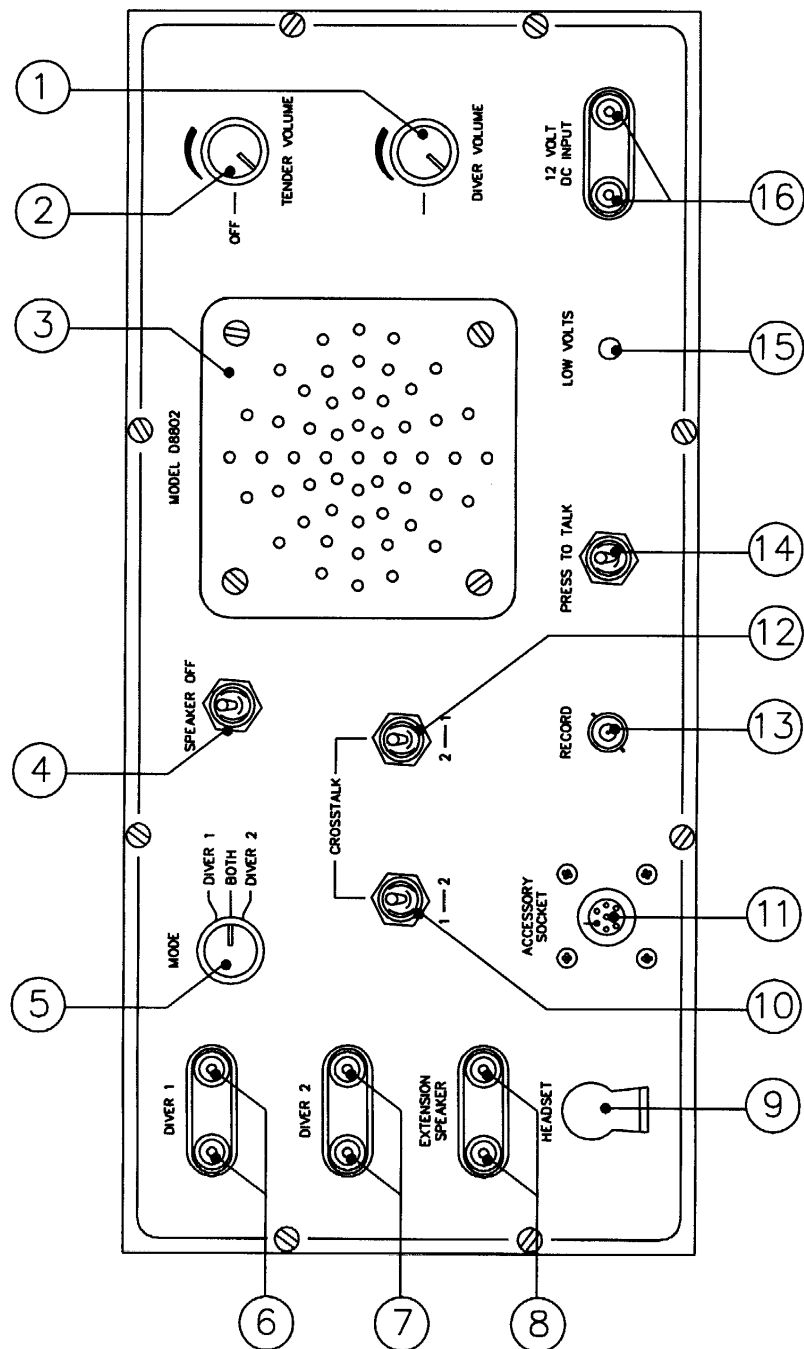 1
2
3
4
5
6
7
8
9
10
11
12
13
14
15
16
DIVER 1
DIVER 2
EXTENSION
SPEAKER
HEADSET
MODE
DIVER 1
BOTH
DIVER 2
SPEAKER OFF
CROSSTALK
1 — 2
2 — 1
ACCESSORY
SOCKET
RECORD
PRESS TO TALK
MODEL D8802
LOW VOLTS
OFF
TENDER VOLUME
DIVER VOLUME
12 VOLT
DC INPUT